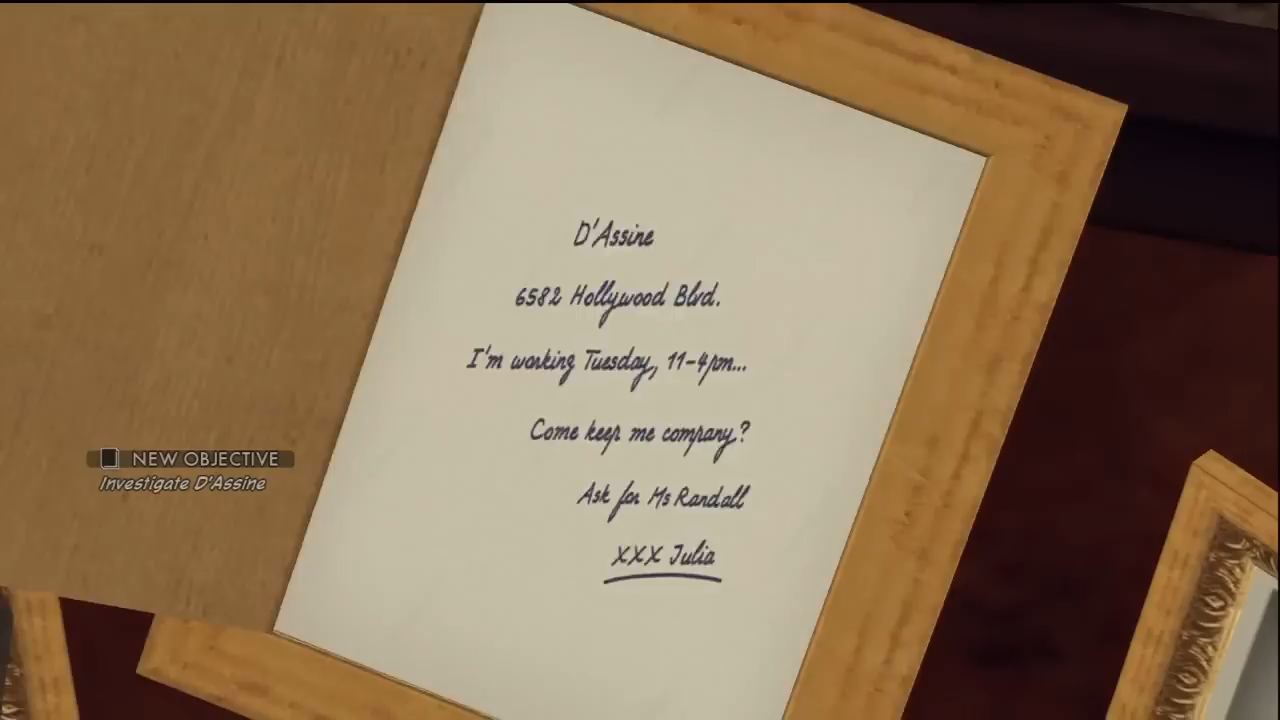 D'Assine
6582 Hollywood Blvd.
I'm working Tuesday, 11-4pm...
Come keep me company?
Ask for Ms Randall
XXX Julia
NEW OBJECTIVE
Investigate D'Assine